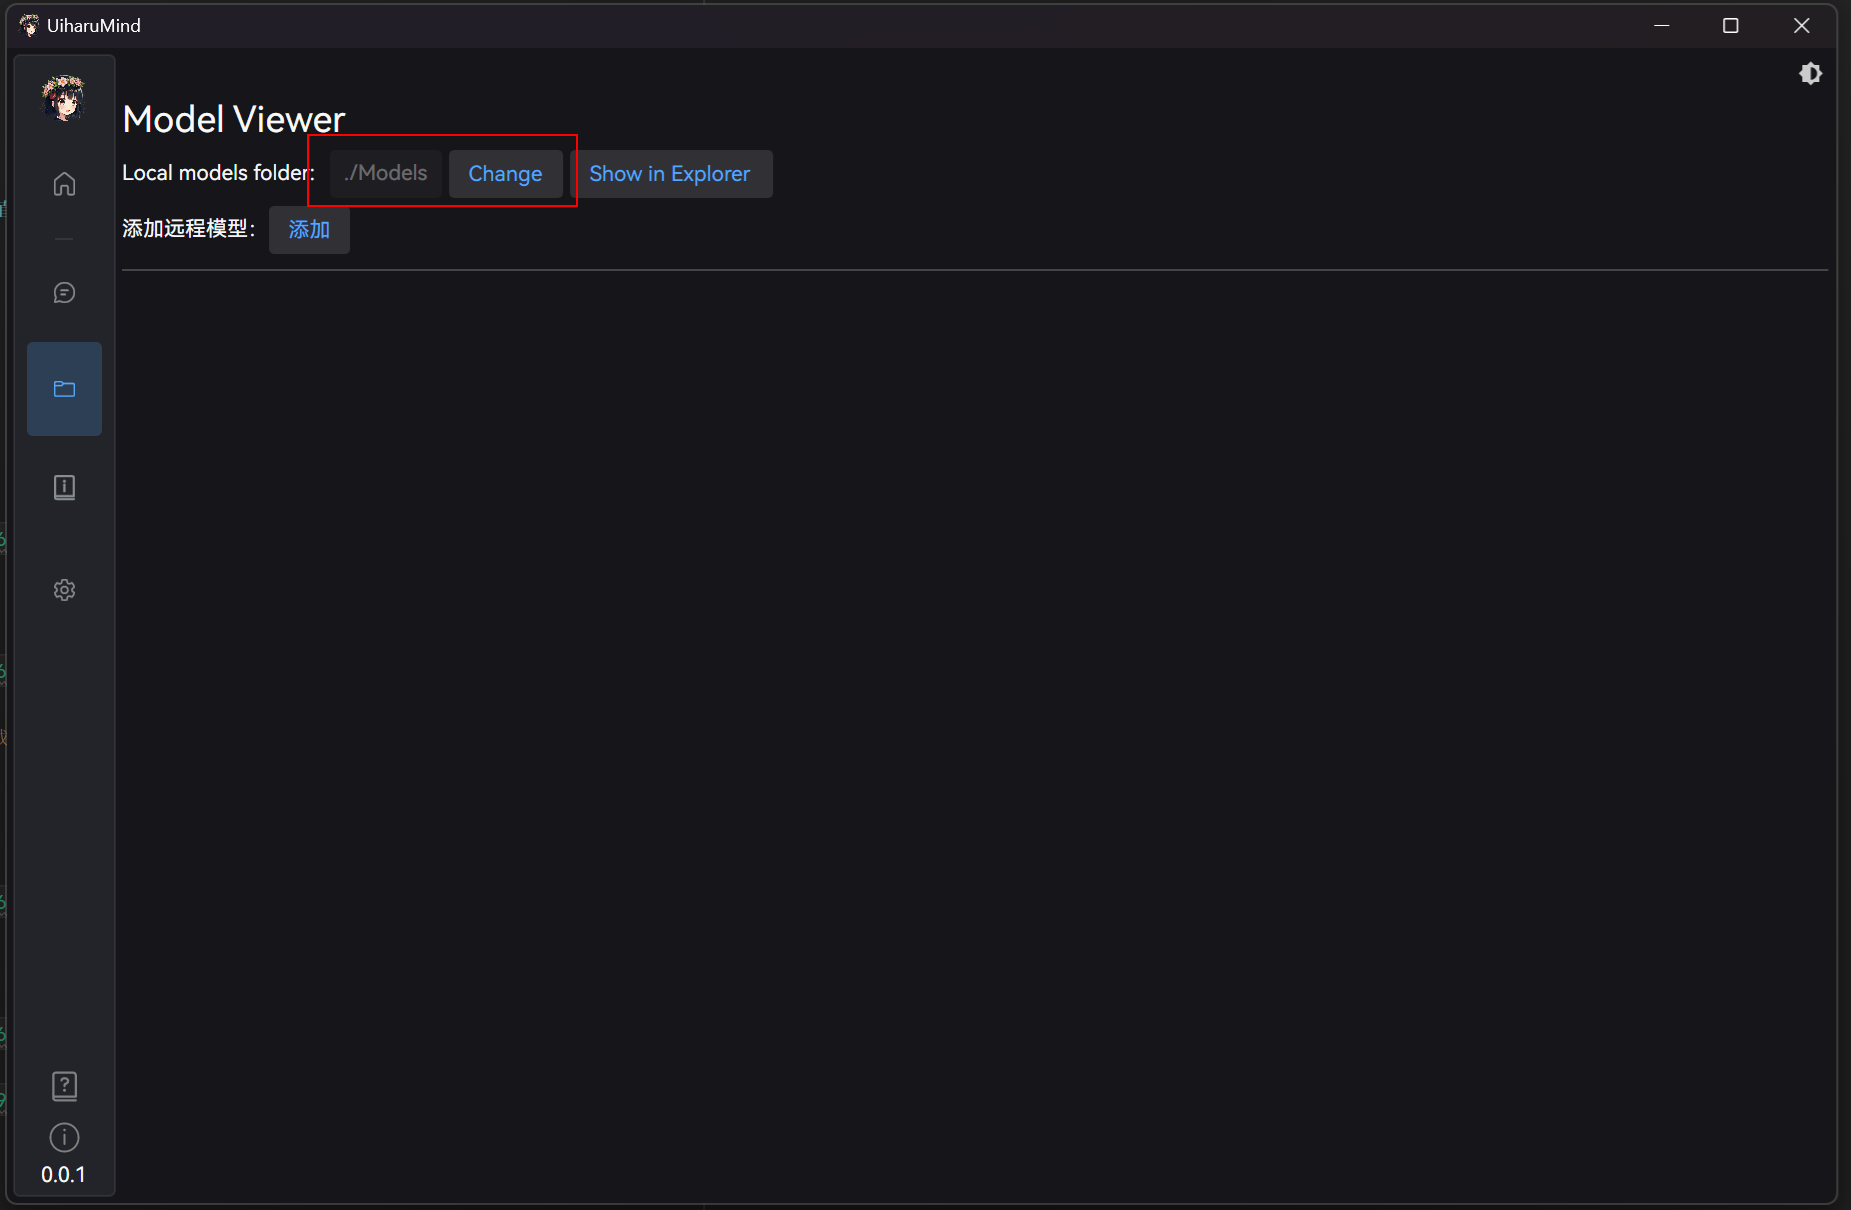 UiharuMind
Model Viewer
Local models folder: ./Models Change Show in Explorer
添加远程模型： 添加
0.0.1